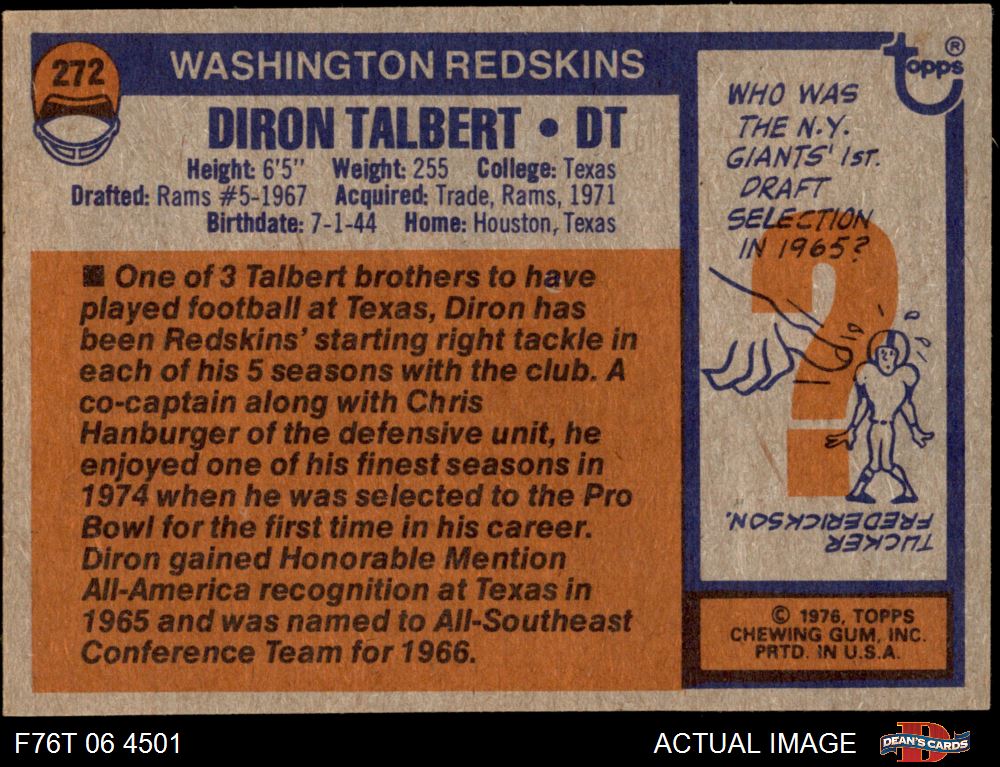 272
WASHINGTON REDSKINS
DIRON TALBERT • DT
Height: 6'5" Weight: 255 College: Texas
Drafted: Rams #5-1967 Acquired: Trade, Rams, 1971
Birthdate: 7-1-44 Home: Houston, Texas
■ One of 3 Talbert brothers to have
played football at Texas, Diron has
been Redskins' starting right tackle in
each of his 5 seasons with the club. A
co-captain along with Chris
Hanburger of the defensive unit, he
enjoyed one of his finest seasons in
1974 when he was selected to the Pro
Bowl for the first time in his career.
Diron gained Honorable Mention
All-America recognition at Texas in
1965 and was named to All-Southeast
Conference Team for 1966.
topps ®
WHO WAS
THE N.Y.
GIANTS' 1ST.
DRAFT
SELECTION
IN 1965?
?
TUCKER
FREDERICKSON.
© 1976, TOPPS
CHEWING GUM, INC.
PRTD. IN U.S.A.
F76T 06 4501
ACTUAL IMAGE
D
DEAN'S CARDS